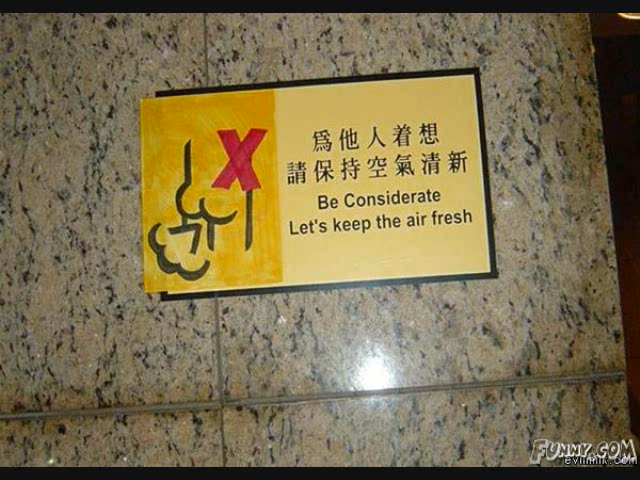 X
為他人着想
請保持空氣清新
Be Considerate
Let's keep the air fresh
FUNNY.COM
evilmilk.com